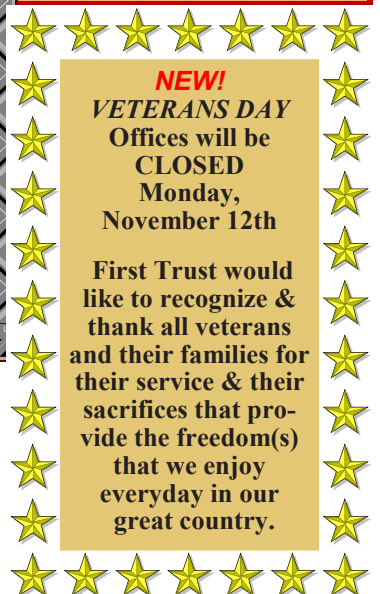 NEW!
VETERANS DAY
Offices will be
CLOSED
Monday,
November 12th
First Trust would
like to recognize &
thank all veterans
and their families for
their service & their
sacrifices that pro-
vide the freedom(s)
that we enjoy
everyday in our
great country.